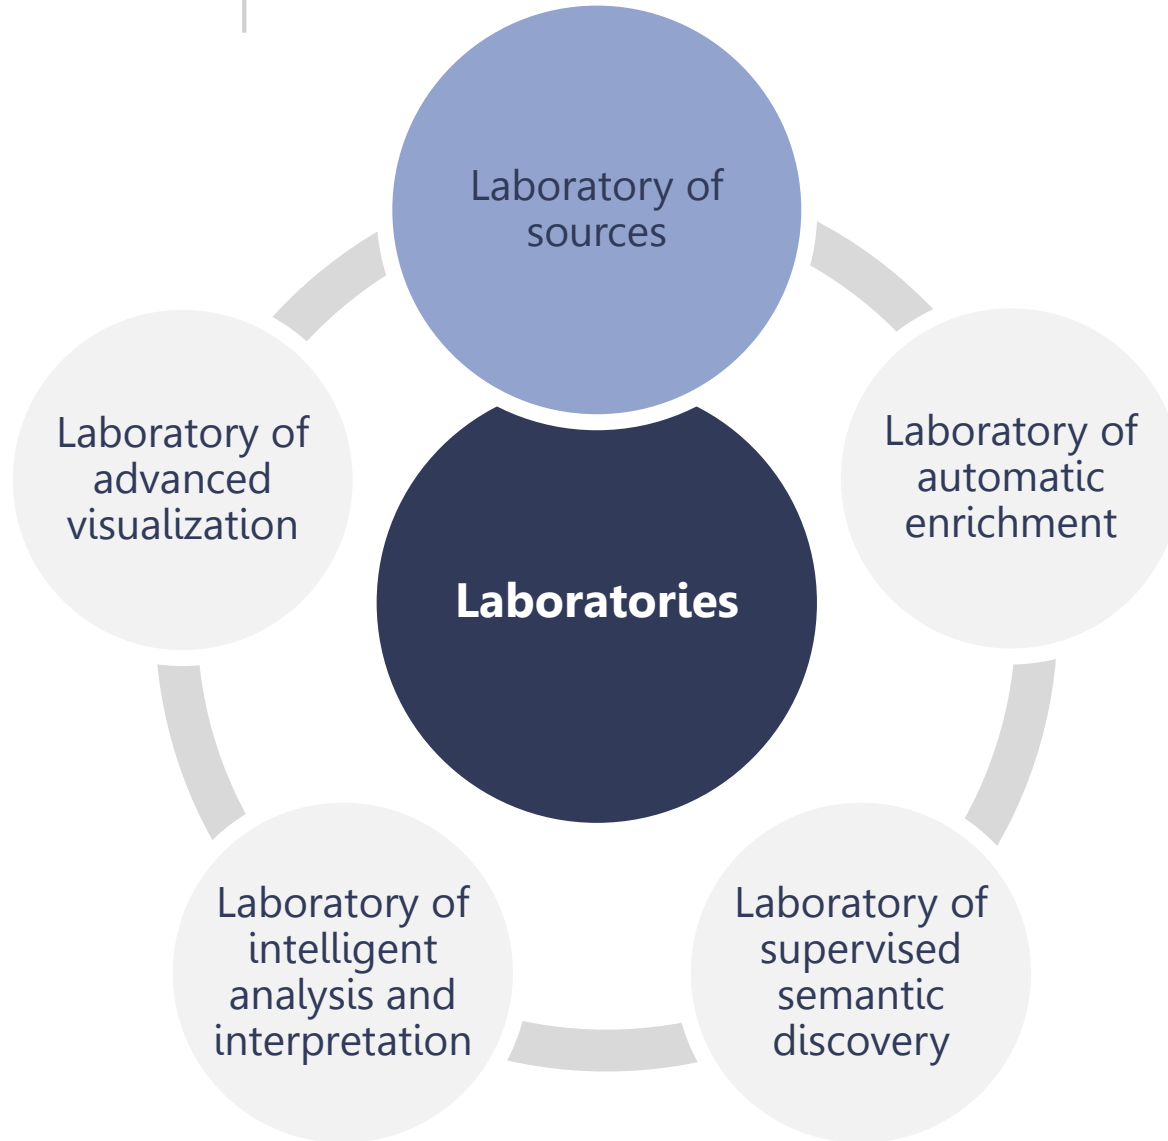 Laboratory of
sources
Laboratory of
automatic
enrichment
Laboratory of
supervised
semantic
discovery
Laboratory of
intelligent
analysis and
interpretation
Laboratory of
advanced
visualization
Laboratories